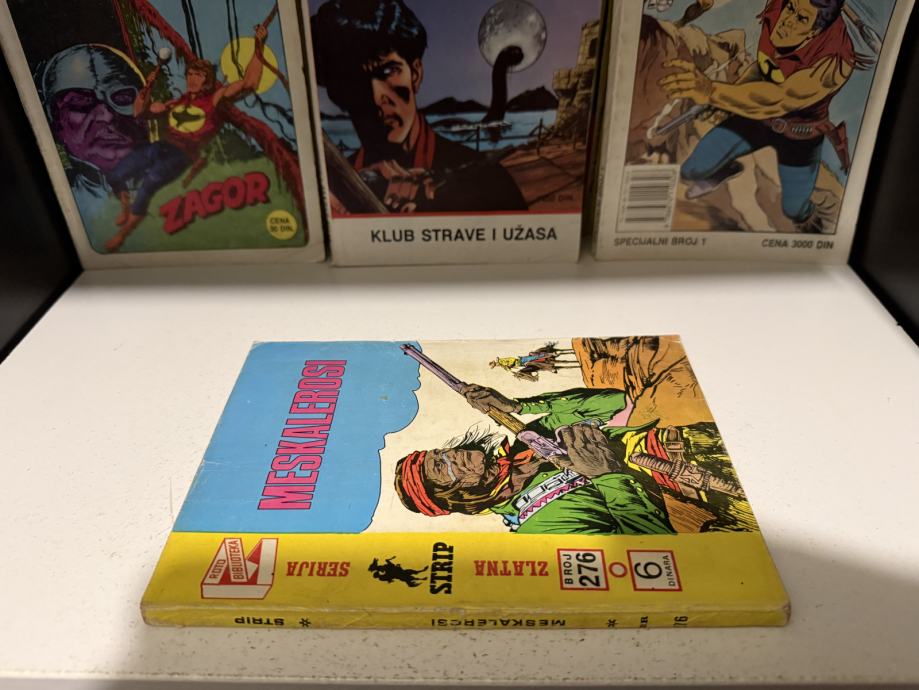 ZAGOR
CENA
30 DIN.
KLUB STRAVE I UŽASA
SPECIJALNI BROJ 1
CENA 3000 DIN
MESKALEROSI
ROTO
BIBLIOTEKA
ZLATNA
STRIP
SERIJA
BROJ
276
6
DINARA
STRIP * MESKALEROSI *